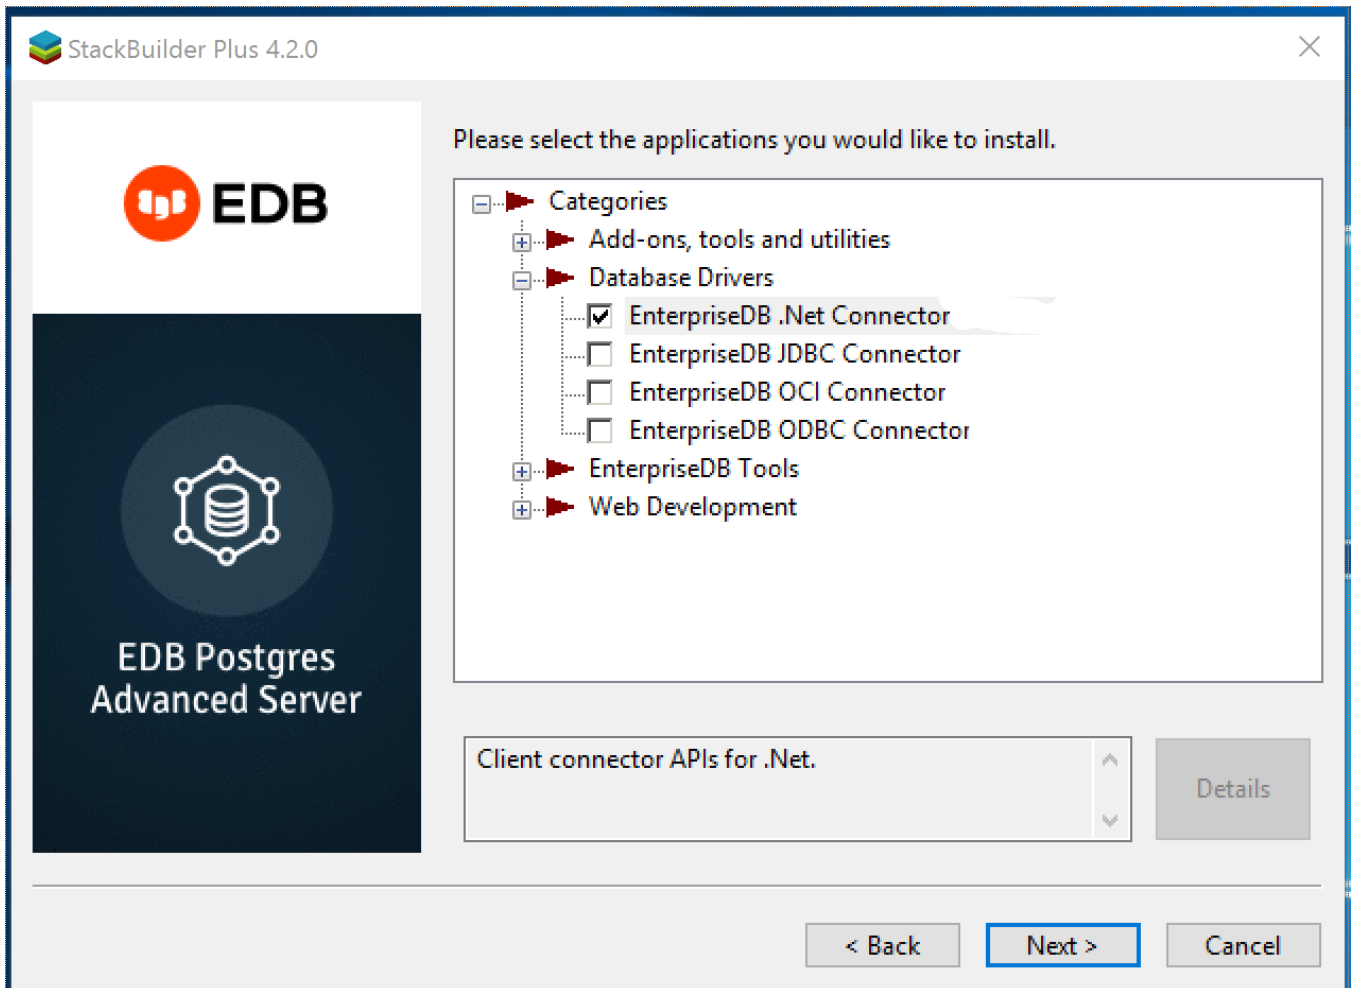 StackBuilder Plus 4.2.0
EDB
EDB Postgres
Advanced Server
Please select the applications you would like to install.
Categories
Add-ons, tools and utilities
Database Drivers
EnterpriseDB .Net Connector
EnterpriseDB JDBC Connector
EnterpriseDB OCI Connector
EnterpriseDB ODBC Connector
EnterpriseDB Tools
Web Development
Client connector APIs for .Net.
Details
< Back
Next >
Cancel